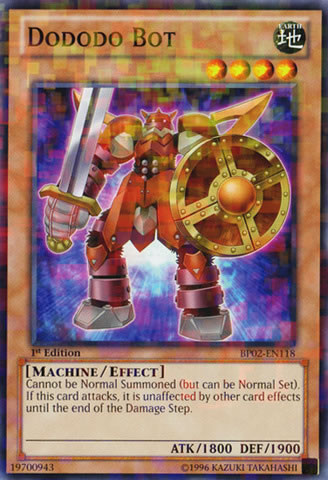 DODODO BOT
EARTH
地
1st Edition
BP02-EN118
[MACHINE/EFFECT]
Cannot be Normal Summoned (but can be Normal Set).
If this card attacks, it is unaffected by other card effects
until the end of the Damage Step.
ATK/1800 DEF/1900
19700943
©1996 KAZUKI TAKAHASHI